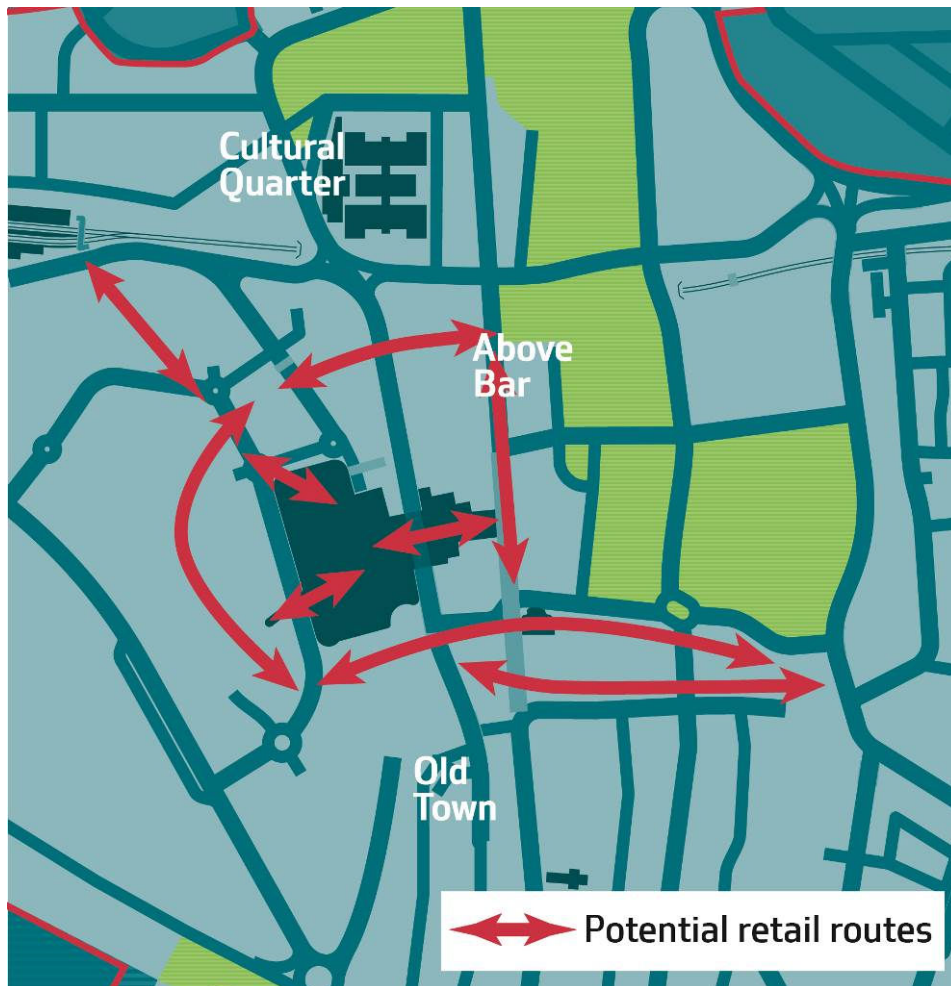 Cultural
Quarter
Above
Bar
Old
Town
Potential retail routes